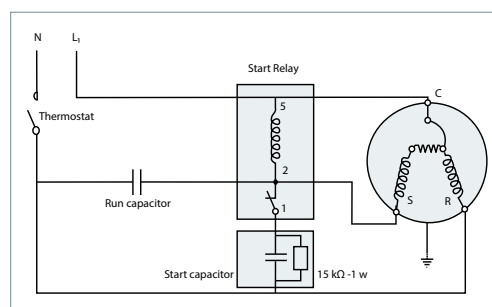 N
L₁
Start Relay
5
C
Thermostat
2
Run capacitor
1
S
R
Start capacitor
15 kΩ -1 w